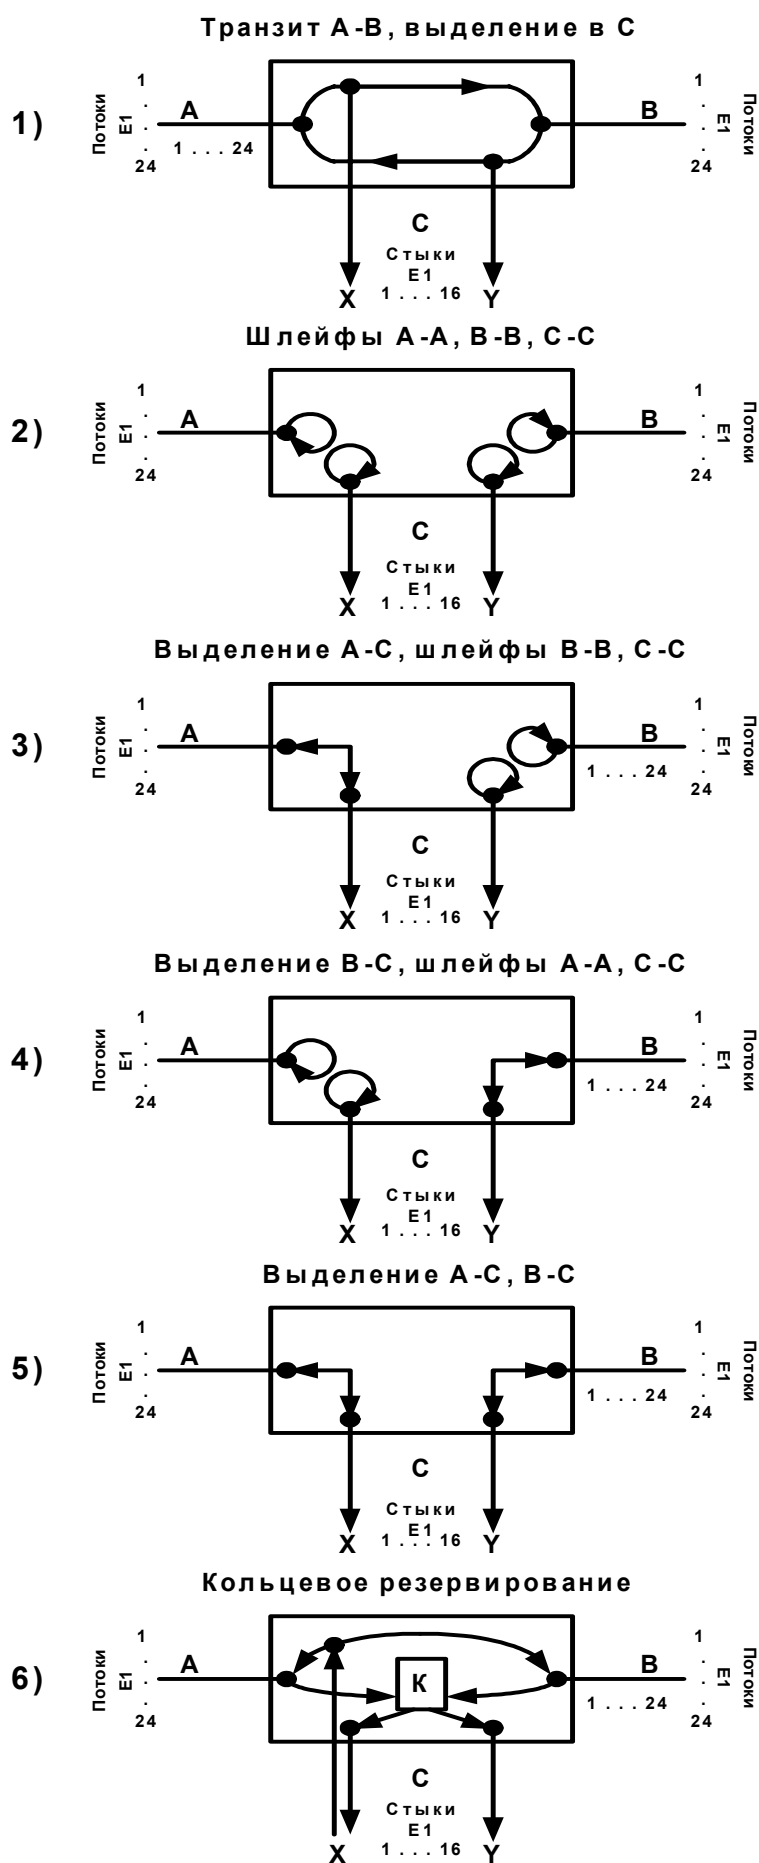 Транзит А-В, выделение в С
1)
Потоки
Е1
1
.
.
.
24
А
1 . . . 24
В
1
.
.
.
24
Е1
Потоки
С
Стыки
Е1
1 . . . 16
X
Y
Шлейфы А-А, В-В, С-С
2)
Потоки
Е1
1
.
.
.
24
А
В
1
.
.
.
24
Е1
Потоки
С
Стыки
Е1
1 . . . 16
X
Y
Выделение А-С, шлейфы В-В, С-С
3)
Потоки
Е1
1
.
.
.
24
А
В
1 . . . 24
1
.
.
.
24
Е1
Потоки
С
Стыки
Е1
1 . . . 16
X
Y
Выделение В-С, шлейфы А-А, С-С
4)
Потоки
Е1
1
.
.
.
24
А
В
1 . . . 24
1
.
.
.
24
Е1
Потоки
С
Стыки
Е1
1 . . . 16
X
Y
Выделение А-С, В-С
5)
Потоки
Е1
1
.
.
.
24
А
В
1 . . . 24
1
.
.
.
24
Е1
Потоки
С
Стыки
Е1
1 . . . 16
X
Y
Кольцевое резервирование
6)
Потоки
Е1
1
.
.
.
24
А
К
В
1 . . . 24
1
.
.
.
24
Е1
Потоки
С
Стыки
Е1
1 . . . 16
X
Y